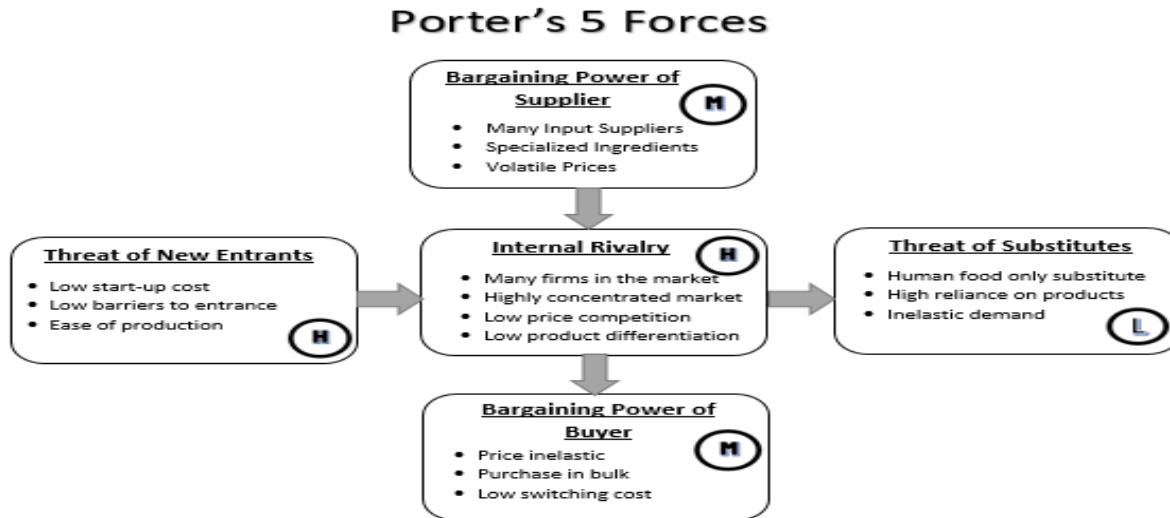 Porter's 5 Forces
Bargaining Power of
Supplier
M
• Many Input Suppliers
• Specialized Ingredients
• Volatile Prices
Threat of New Entrants
• Low start-up cost
• Low barriers to entrance
• Ease of production
H
Internal Rivalry
H
• Many firms in the market
• Highly concentrated market
• Low price competition
• Low product differentiation
Threat of Substitutes
• Human food only substitute
• High reliance on products
• Inelastic demand
L
Bargaining Power of
Buyer
M
• Price inelastic
• Purchase in bulk
• Low switching cost